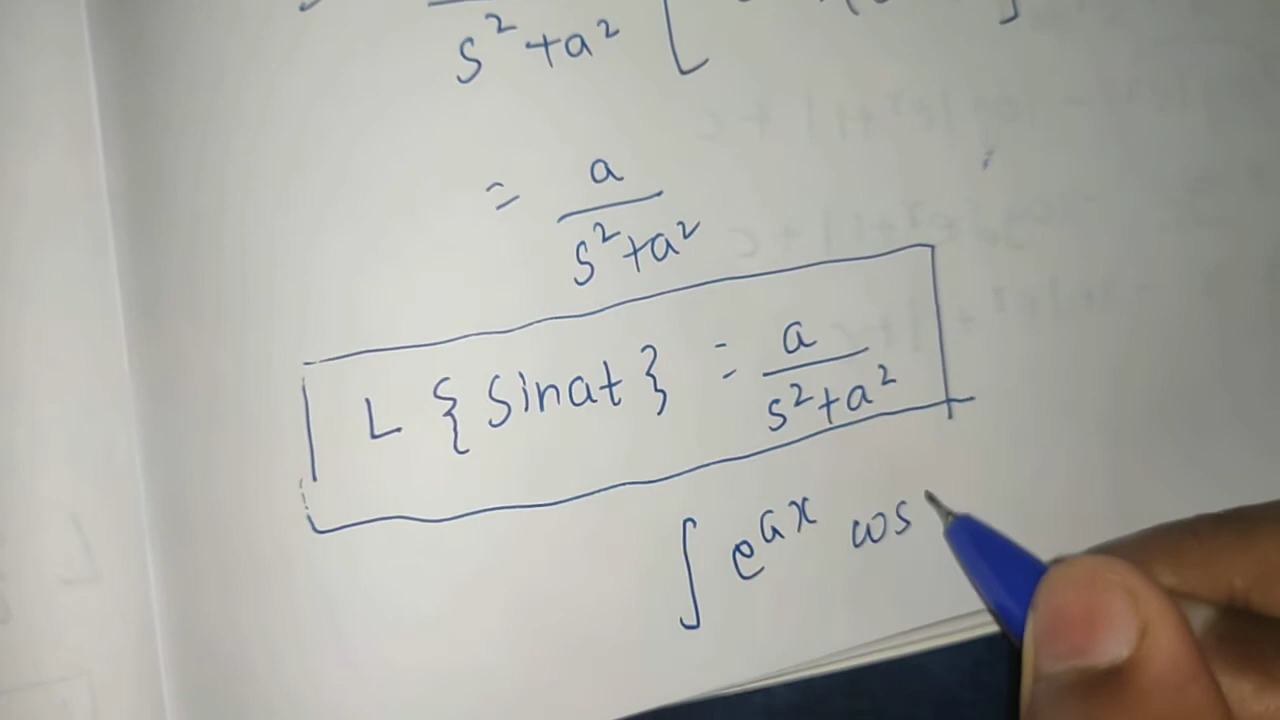 s²+a² [
= a/(s²+a²)
L {sinat} = a/(s²+a²)
∫ e^(ax) cos